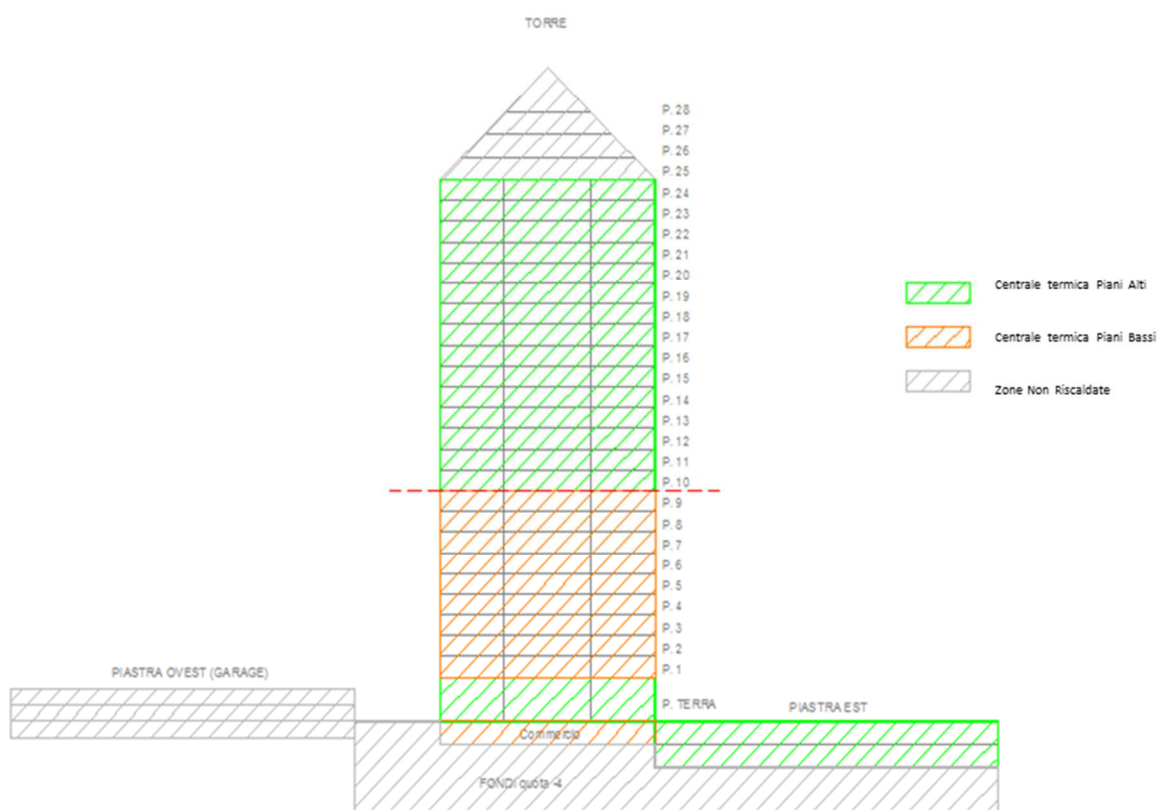 TORRE
P. 28
P. 27
P. 26
P. 25
P. 24
P. 23
P. 22
P. 21
P. 20
P. 19
P. 18
P. 17
P. 16
P. 15
P. 14
P. 13
P. 12
P. 11
P. 10
P. 9
P. 8
P. 7
P. 6
P. 5
P. 4
P. 3
P. 2
P. 1
P. TERRA
Centrale termica Piani Alti
Centrale termica Piani Bassi
Zone Non Riscaldate
PIASTRA OVEST (GARAGE)
PIASTRA EST
Commercio
FONDI quota -4